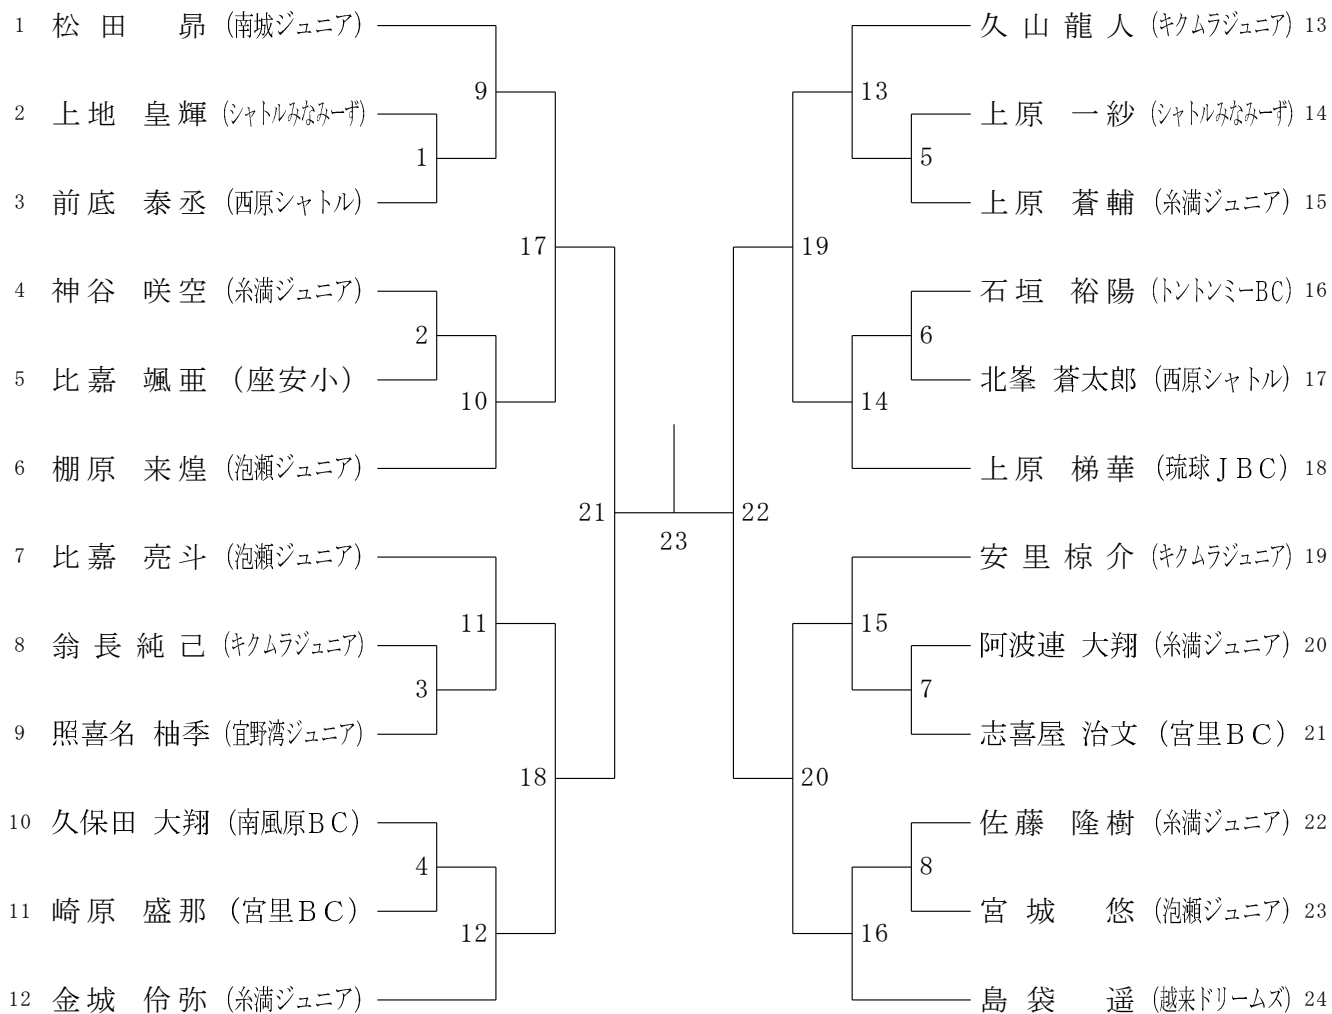 1 松田 昴 (南城ジュニア)
2 上地 皇輝 (シャトルみなみーず)
3 前底 泰丞 (西原シャトル)
4 神谷 咲空 (糸満ジュニア)
5 比嘉 颯亜 (座安小)
6 棚原 来煌 (泡瀬ジュニア)
7 比嘉 亮斗 (泡瀬ジュニア)
8 翁長純己 (キクムラジュニア)
9 照喜名 柚季 (宜野湾ジュニア)
10 久保田 大翔 (南風原BC)
11 崎原 盛那 (宮里BC)
12 金城 伶弥 (糸満ジュニア)
9
1
17
2
10
21
11
3
18
4
12
23
13
5
19
6
14
22
15
7
20
8
16
久山龍人 (キクムラジュニア) 13
上原 一紗 (シャトルみなみーず) 14
上原 蒼輔 (糸満ジュニア) 15
石垣 裕陽 (トントンミーBC) 16
北峯 蒼太郎 (西原シャトル) 17
上原 梯華 (琉球JBC) 18
安里椋介 (キクムラジュニア) 19
阿波連 大翔 (糸満ジュニア) 20
志喜屋 治文 (宮里BC) 21
佐藤 隆樹 (糸満ジュニア) 22
宮城 悠 (泡瀬ジュニア) 23
島袋 遥 (越来ドリームズ) 24